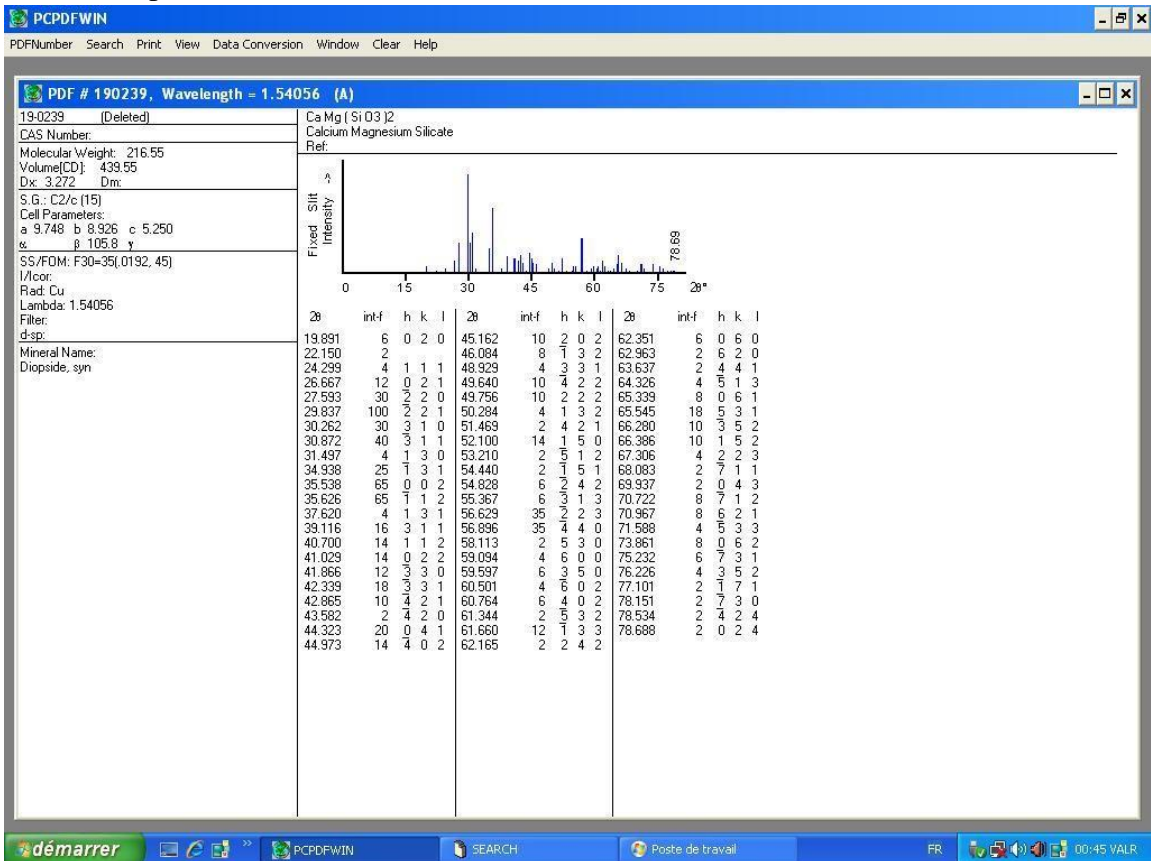 PCPDFWIN
PDFNumber Search Print View Data Conversion Window Clear Help
PDF # 190239, Wavelength = 1.54056 (A)
19-0239 (Deleted)
CAS Number:
Molecular Weight: 216.55
Volume[CD]: 439.55
Dx: 3.272 Dm:
S.G.: C2/c (15)
Cell Parameters:
a 9.748 b 8.926 c 5.250
α β 105.8 γ
SS/FOM: F30=35(.0192, 45)
I/Icor:
Rad: Cu
Lambda: 1.54056
Filter:
d-sp:
Mineral Name:
Diopside, syn
Ca Mg ( Si O3 )2
Calcium Magnesium Silicate
Ref:
Fixed Slit
Intensity ->
78.69
0 15 30 45 60 75 2θ°
2θ int-f h k l
19.891 6 0 2 0
22.150 2
24.299 4 1 1 1
26.667 12 0 2 1
27.593 30 2̅ 2 0
29.837 100 2̅ 2 1
30.262 30 3 1 0
30.872 40 3̅ 1 1
31.497 4 1 3 0
34.938 25 1̅ 3 1
35.538 65 0 0 2
35.626 65 1̅ 1 2
37.620 4 1 3 1
39.116 16 3 1 1
40.700 14 1 1 2
41.029 14 0 2 2
41.866 12 3̅ 3 0
42.339 18 3̅ 3 1
42.865 10 4̅ 2 1
43.582 2 4 2 0
44.323 20 0 4 1
44.973 14 4̅ 0 2
2θ int-f h k l
45.162 10 2 0 2
46.084 8 1̅ 3 2
48.929 4 3 3 1
49.640 10 4̅ 2 2
49.756 10 2 2 2
50.284 4 1 3 2
51.469 2 4 2 1
52.100 14 1 5 0
53.210 2 5̅ 1 2
54.440 2 1̅ 5 1
54.828 6 2̅ 4 2
55.367 6 3̅ 1 3
56.629 35 2̅ 2 3
56.896 35 4̅ 4 0
58.113 2 5 3 0
59.094 4 6 0 0
59.597 6 3 5 0
60.501 4 6̅ 0 2
60.764 6 4 0 2
61.344 2 5̅ 3 2
61.660 12 1̅ 3 3
62.165 2 2 4 2
2θ int-f h k l
62.351 6 0 6 0
62.963 2 2 6 0
63.637 2 4 4 1
64.326 4 5̅ 1 3
65.339 8 0 6 1
65.545 18 5 3 1
66.280 10 3̅ 5 2
66.386 10 1 5 2
67.306 4 2 2 3
68.083 2 7̅ 1 1
69.937 2 0 4 3
70.722 8 7̅ 1 2
70.967 8 6 2 1
71.588 4 5̅ 3 3
73.861 8 0 6 2
75.232 6 7̅ 3 1
76.226 4 3 5 2
77.101 2 1̅ 7 1
78.151 2 7 3 0
78.534 2 4̅ 2 4
78.688 2 0 2 4
démarrer PCPDFWIN SEARCH Poste de travail FR 00:45 VALR